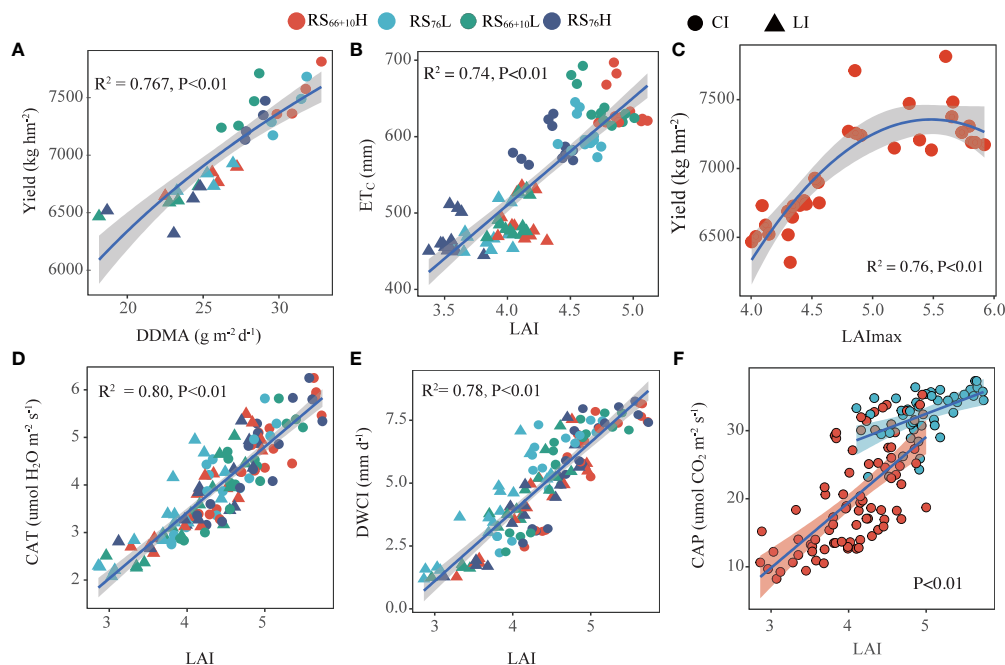 RS66+10H RS76L RS66+10L RS76H CI LI
A
R² = 0.767, P<0.01
Yield (kg hm⁻²)
7500
7000
6500
6000
20 25 30
DDMA (g m⁻² d⁻¹)
B
R² = 0.74, P<0.01
ETC (mm)
700
600
500
400
3.5 4.0 4.5 5.0
LAI
C
Yield (kg hm⁻²)
7500
7000
6500
R² = 0.76, P<0.01
4.0 4.5 5.0 5.5 6.0
LAImax
D
R² = 0.80, P<0.01
CAT (umol H₂O m⁻² s⁻¹)
6
5
4
3
2
3 4 5
LAI
E
R²= 0.78, P<0.01
DWCI (mm d⁻¹)
7.5
5.0
2.5
0.0
3 4 5
LAI
F
CAP (umol CO₂ m⁻² s⁻¹)
30
20
10
P<0.01
3 4 5
LAI